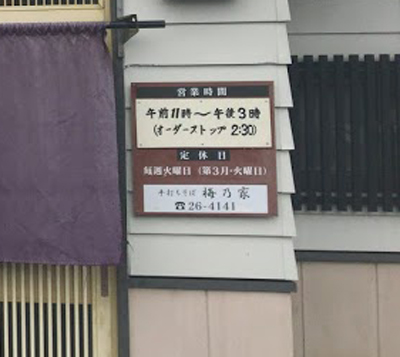 営業時間
午前11時〜午後3時
(オーダーストップ 2:30)
定休日
毎週火曜日(第3月・火曜日)
手打ちそば 梅乃家
☎26-4141